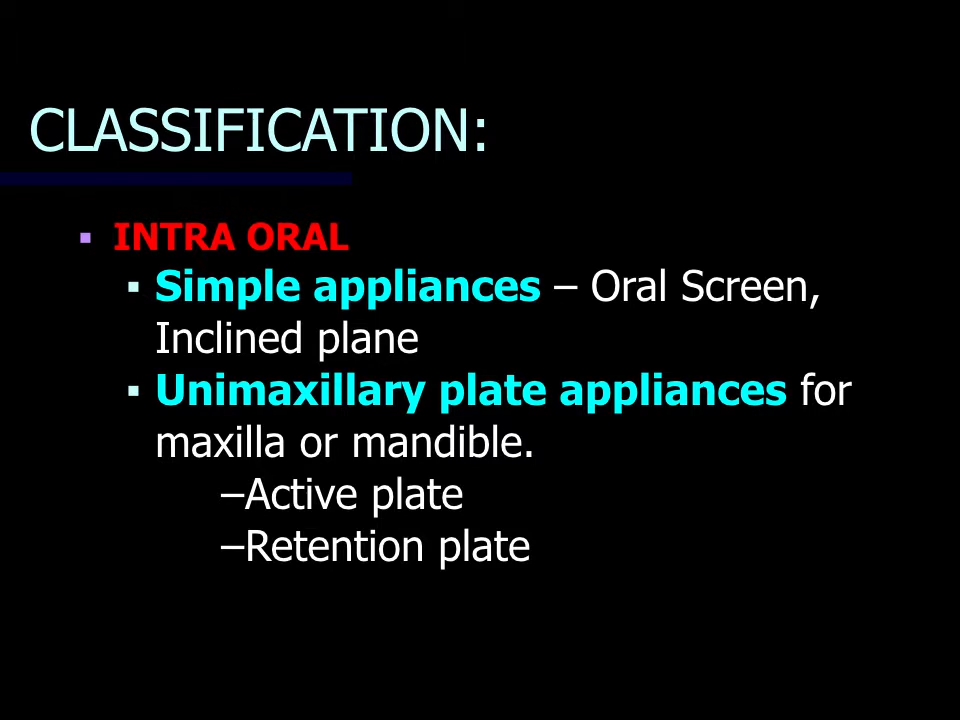 CLASSIFICATION:
▪ INTRA ORAL
▪ Simple appliances – Oral Screen,
Inclined plane
▪ Unimaxillary plate appliances for
maxilla or mandible.
–Active plate
–Retention plate